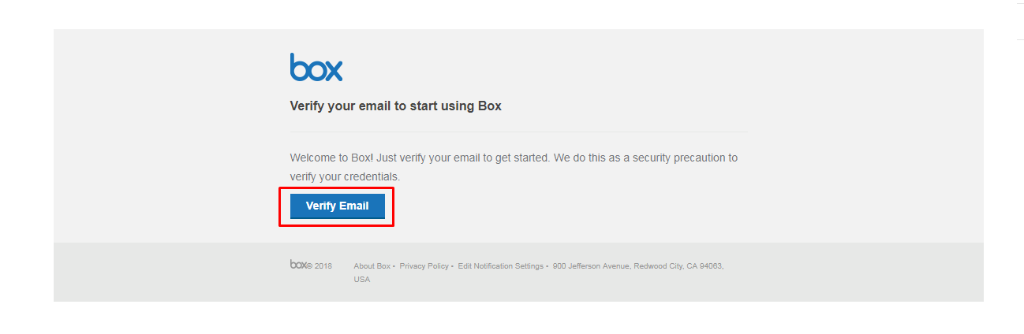 box
Verify your email to start using Box
Welcome to Box! Just verify your email to get started. We do this as a security precaution to
verify your credentials.
Verify Email
box® 2018 About Box • Privacy Policy • Edit Notification Settings • 900 Jefferson Avenue, Redwood City, CA 94063,
USA